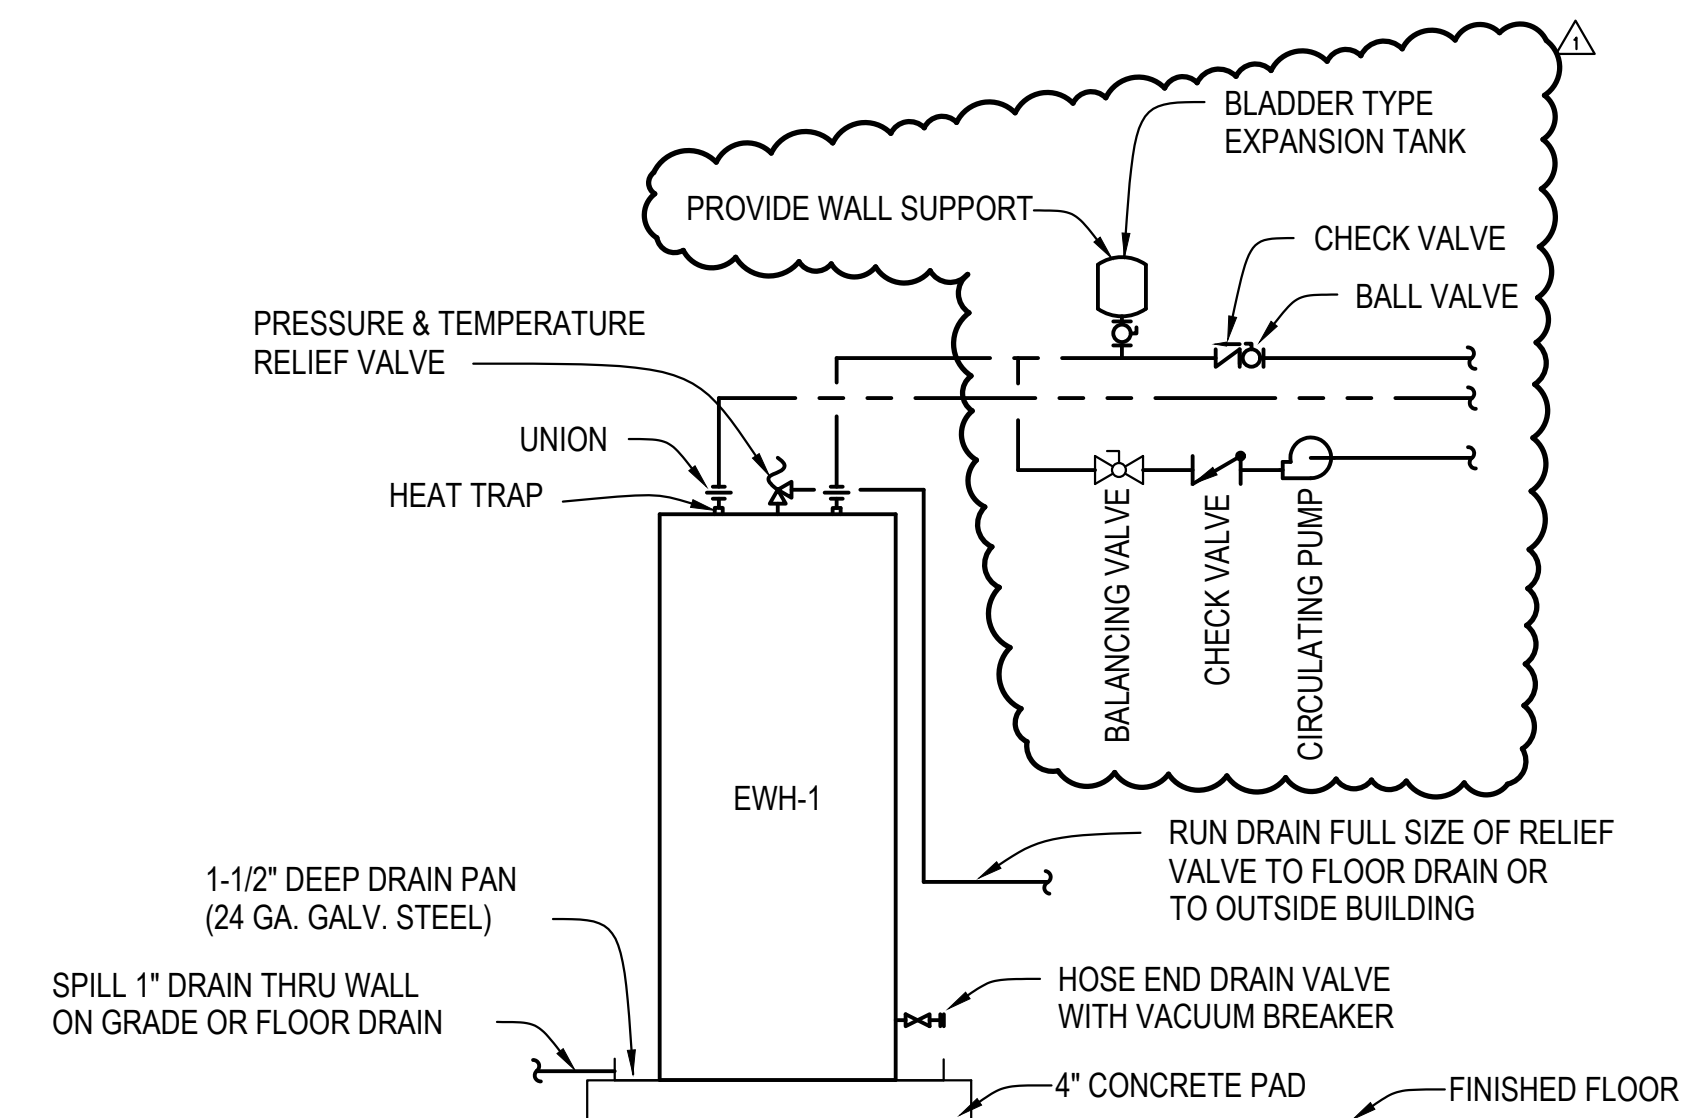 1
BLADDER TYPE
EXPANSION TANK
PROVIDE WALL SUPPORT
CHECK VALVE
BALL VALVE
PRESSURE & TEMPERATURE
RELIEF VALVE
UNION
HEAT TRAP
BALANCING VALVE
CHECK VALVE
CIRCULATING PUMP
EWH-1
RUN DRAIN FULL SIZE OF RELIEF
VALVE TO FLOOR DRAIN OR
TO OUTSIDE BUILDING
1-1/2" DEEP DRAIN PAN
(24 GA. GALV. STEEL)
SPILL 1" DRAIN THRU WALL
ON GRADE OR FLOOR DRAIN
HOSE END DRAIN VALVE
WITH VACUUM BREAKER
4" CONCRETE PAD
FINISHED FLOOR